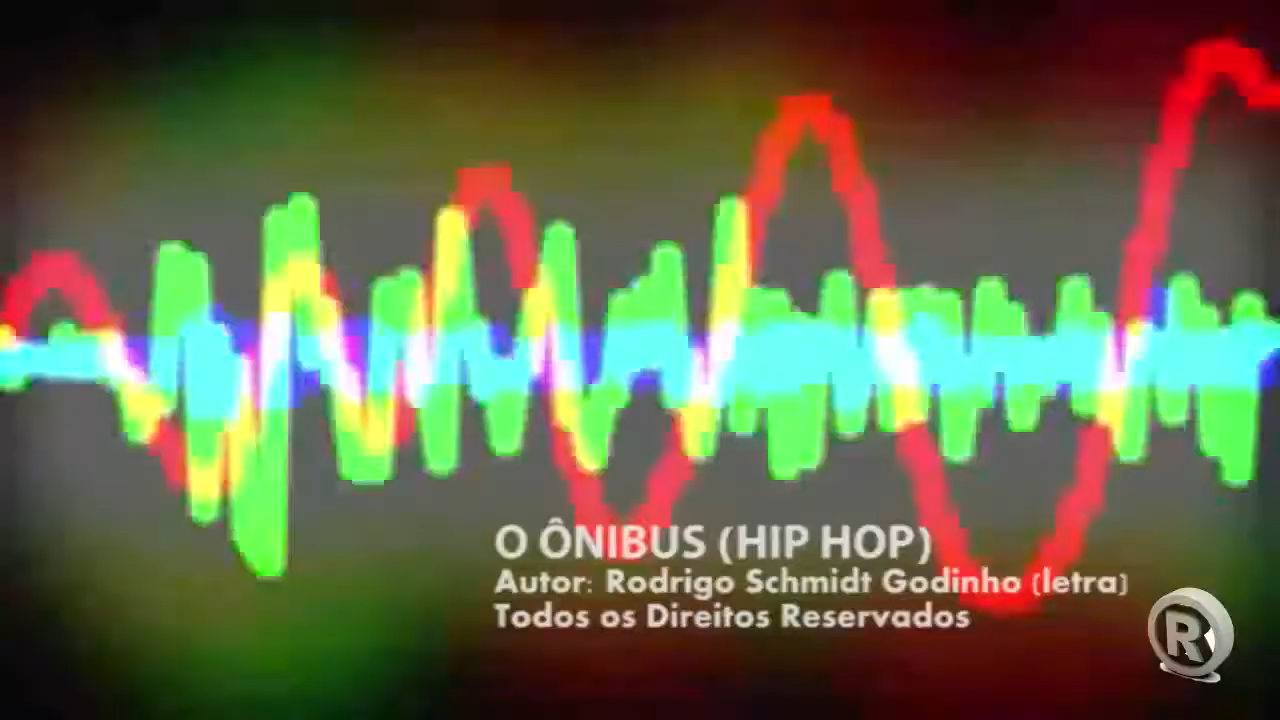 O ÔNIBUS (HIP HOP)
Autor: Rodrigo Schmidt Godinho (letra)
Todos os Direitos Reservados
R